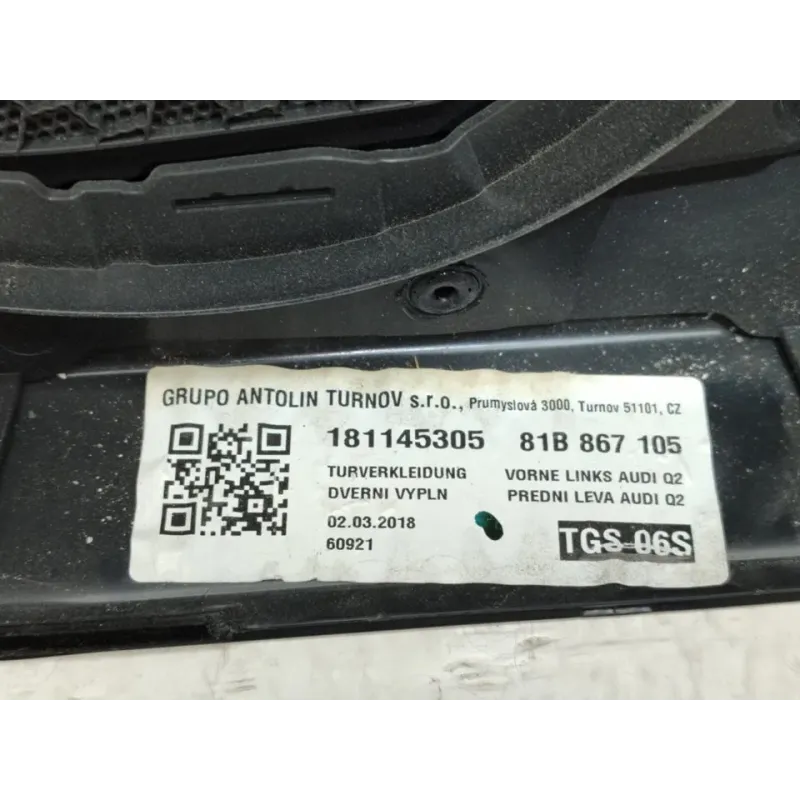 GRUPO ANTOLIN TURNOV s.r.o., Prumyslová 3000, Turnov 51101, CZ
181145305 81B 867 105
TURVERKLEIDUNG VORNE LINKS AUDI Q2
DVERNI VYPLN PREDNI LEVA AUDI Q2
02.03.2018
60921 TGS 06S